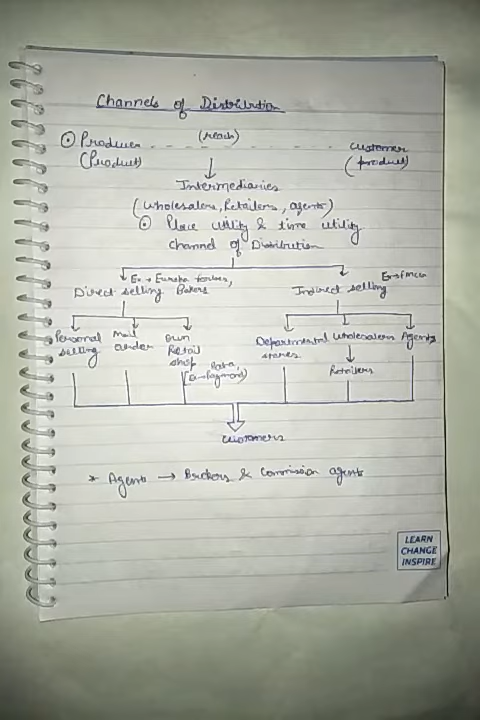 Channels of Distribution
(reach)
⊙ Producer - - - - - - - customer
(Product) (product)
Intermediaries
(wholesalers, Retailers, agents)
⊙ Place utility & time utility
Channel of Distribution
Ex → Eureka forbes, Ex → FMCG
Direct selling Bakers Indirect selling
Personal selling
Mail order
Own Retail shop
Bata,
Departmental stores
Wholesalers
Agents
Retailers
Customers
* Agents → Brokers & Commission agents
LEARN
CHANGE
INSPIRE